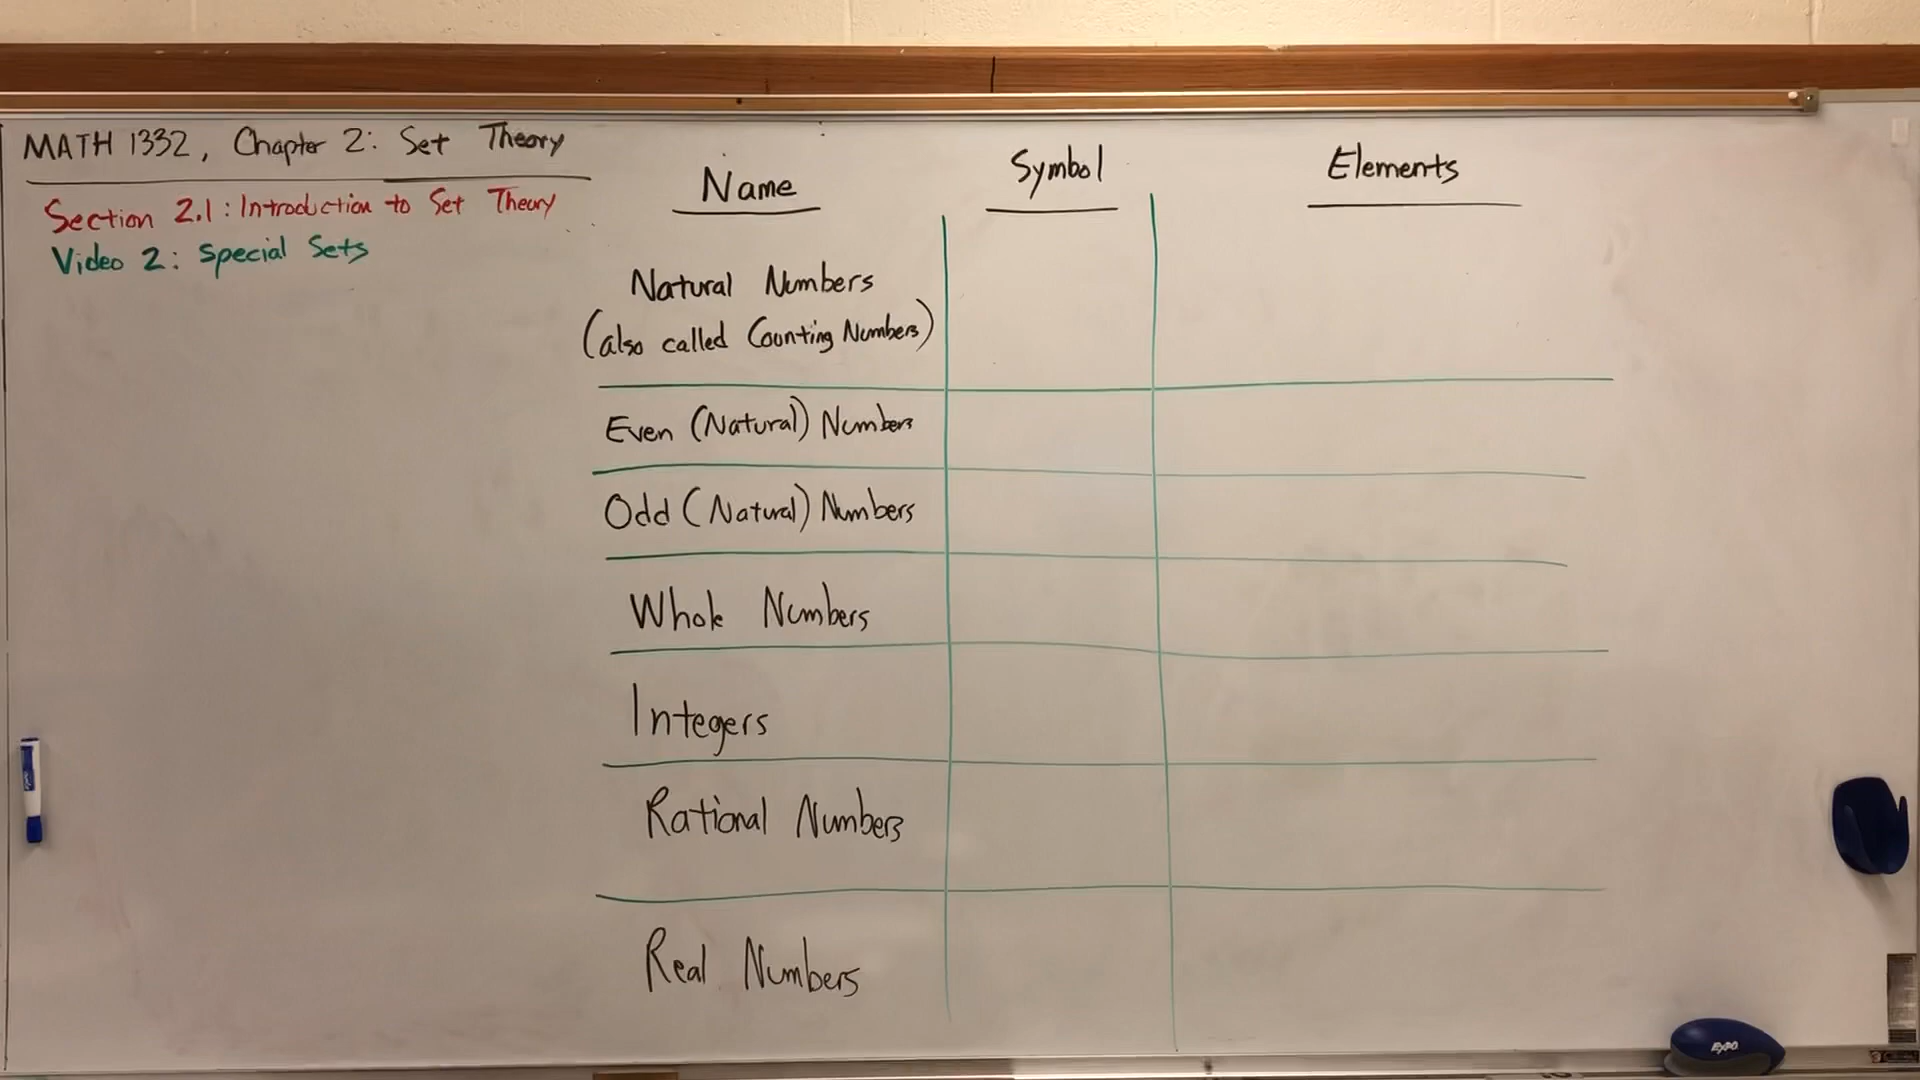 MATH 1332, Chapter 2: Set Theory
Section 2.1: Introduction to Set Theory
Video 2: Special Sets
Name Symbol Elements
Natural Numbers
(also called Counting Numbers)
Even (Natural) Numbers
Odd (Natural) Numbers
Whole Numbers
Integers
Rational Numbers
Real Numbers
EXPO